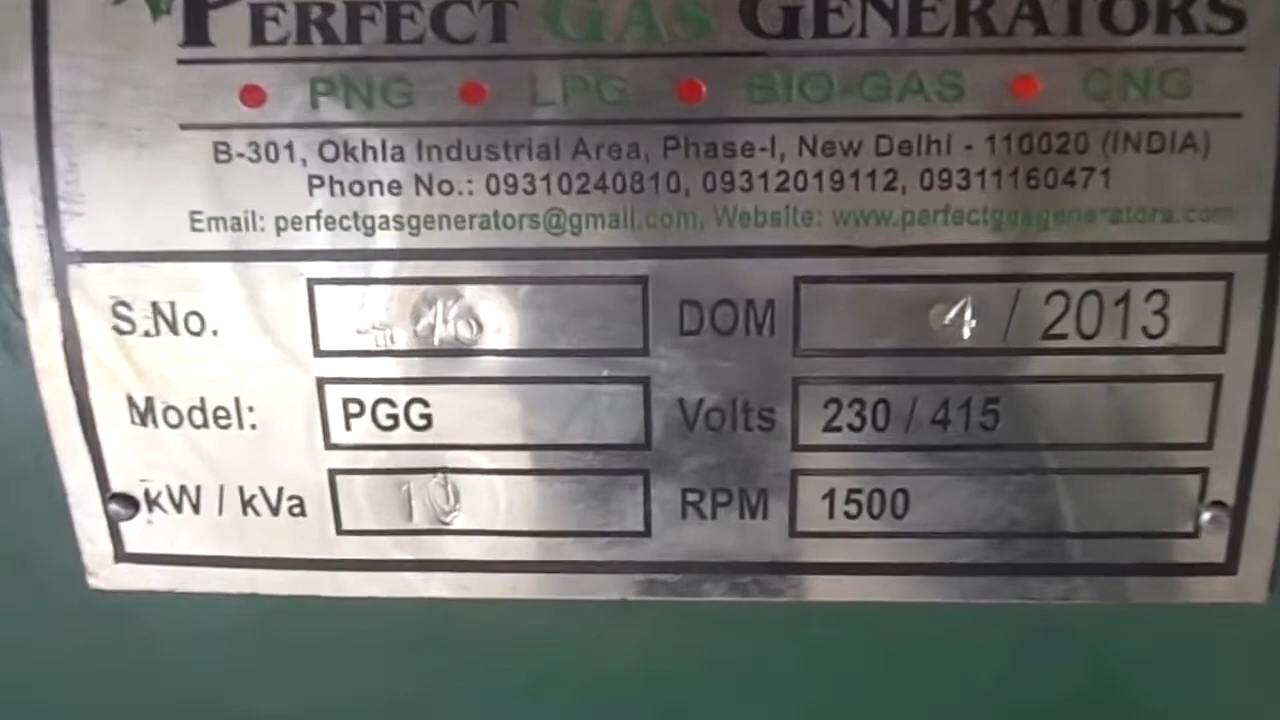 PERFECT GAS GENERATORS
PNG LPG BIO-GAS CNG
B-301, Okhla Industrial Area, Phase-I, New Delhi - 110020 (INDIA)
Phone No.: 09310240810, 09312019112, 09311160471
Email: perfectgasgenerators@gmail.com, Website: www.perfectgasgenerators.com
S.No. DOM 4 / 2013
Model: PGG Volts 230 / 415
kW / kVa 10 RPM 1500